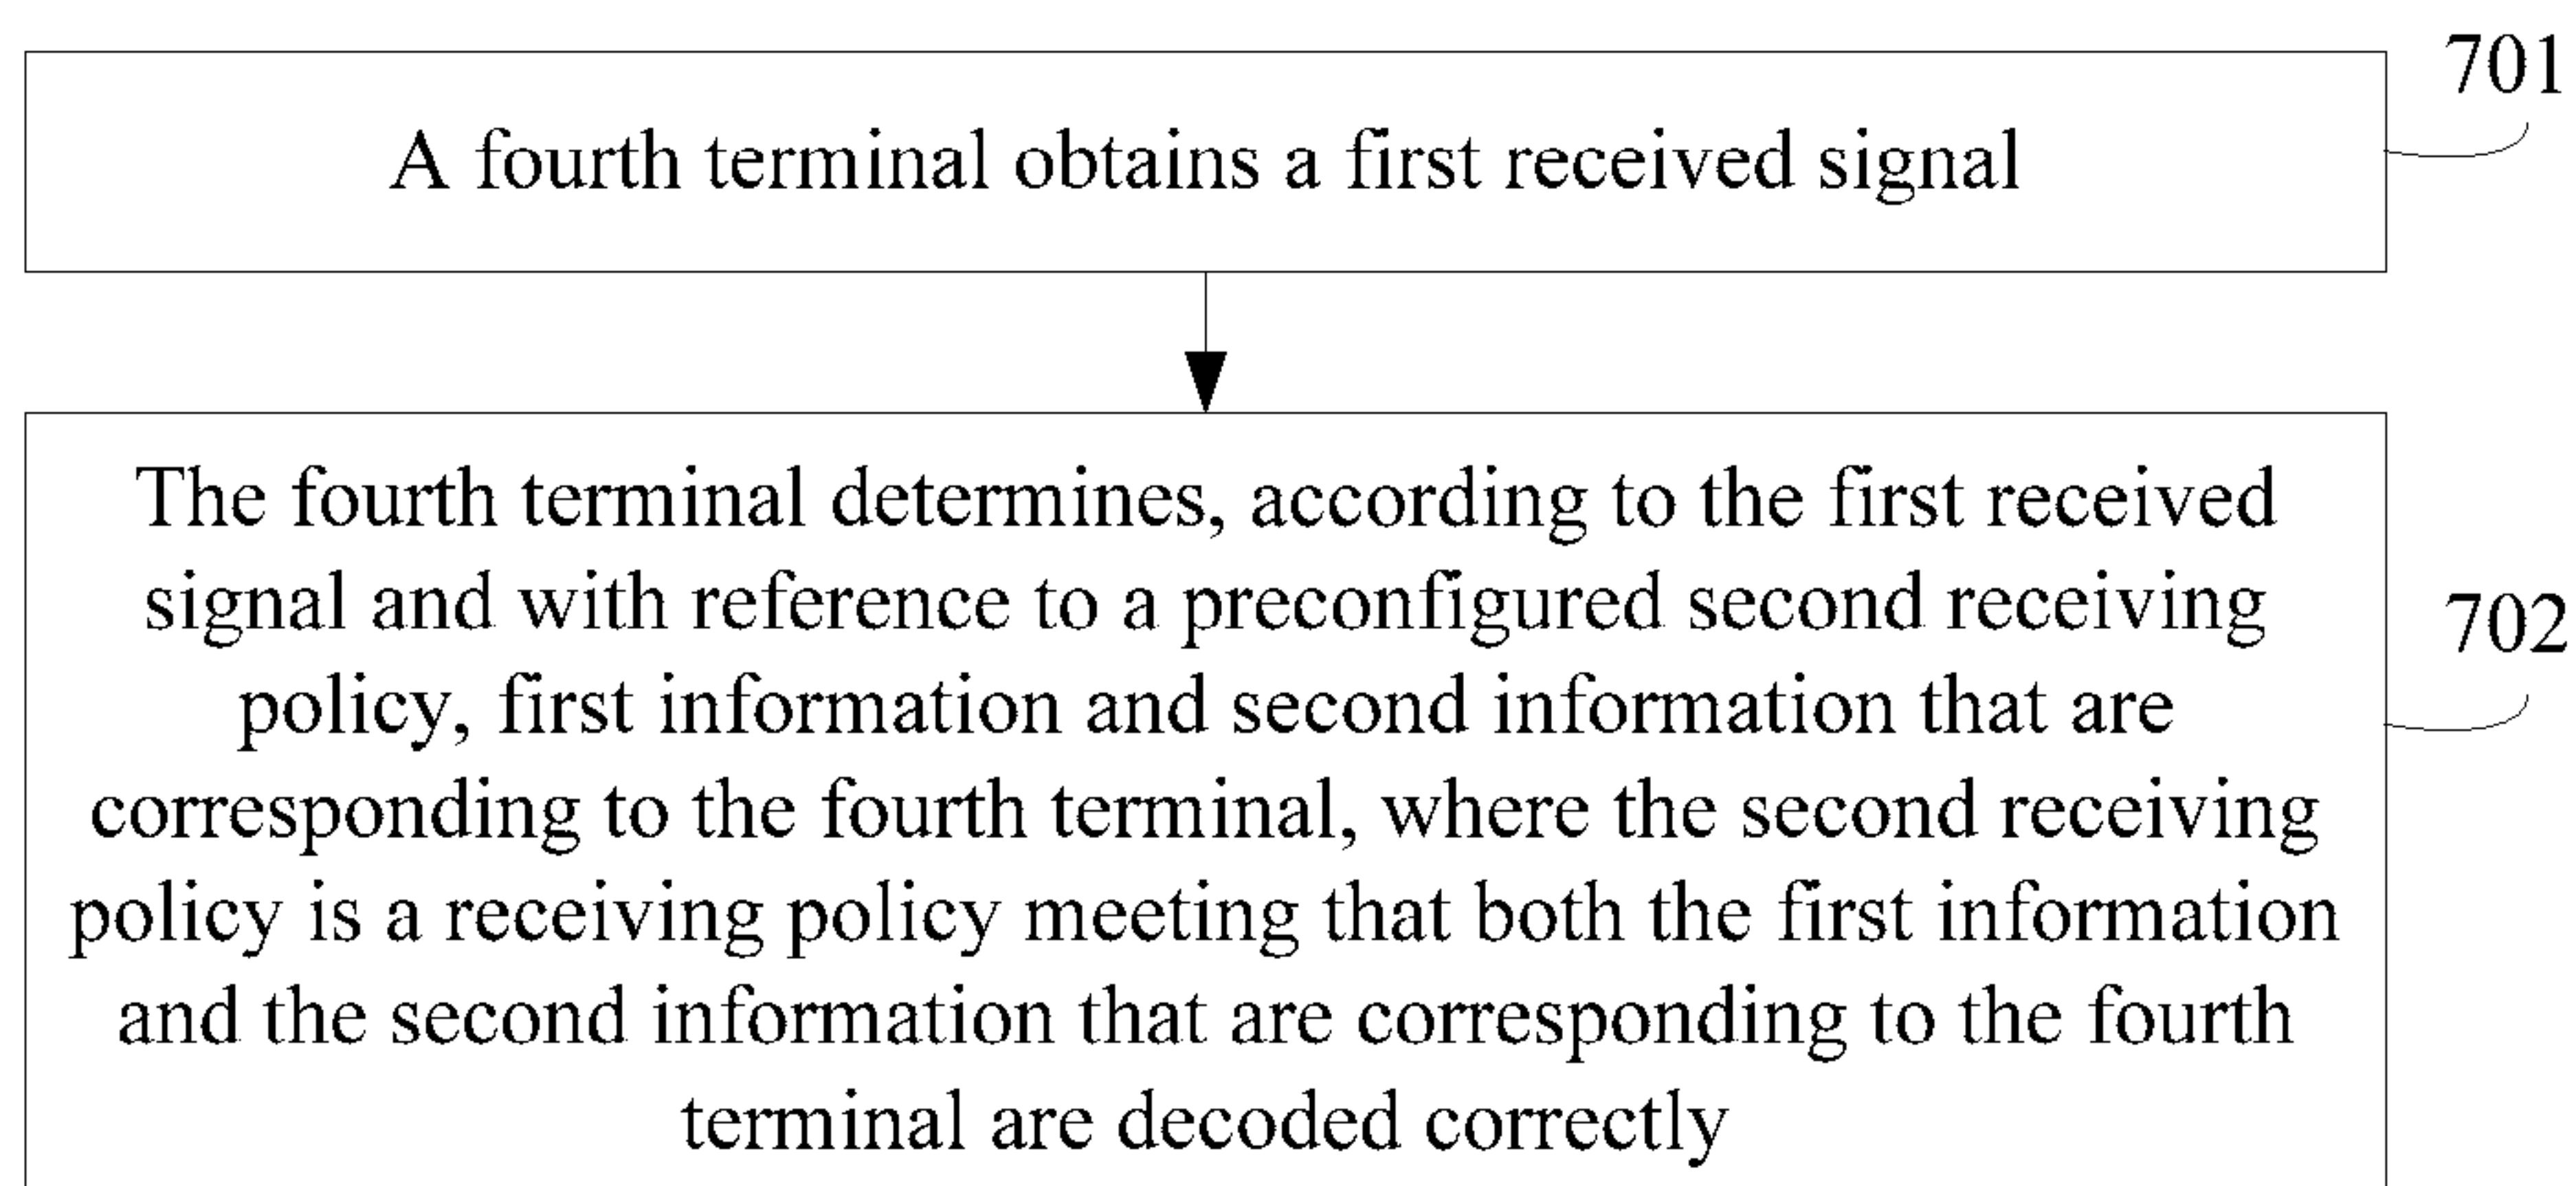 701
A fourth terminal obtains a first received signal
The fourth terminal determines, according to the first received
signal and with reference to a preconfigured second receiving
702
policy, first information and second information that are
corresponding to the fourth terminal, where the second receiving
policy is a receiving policy meeting that both the first information
and the second information that are corresponding to the fourth
terminal are decoded correctly